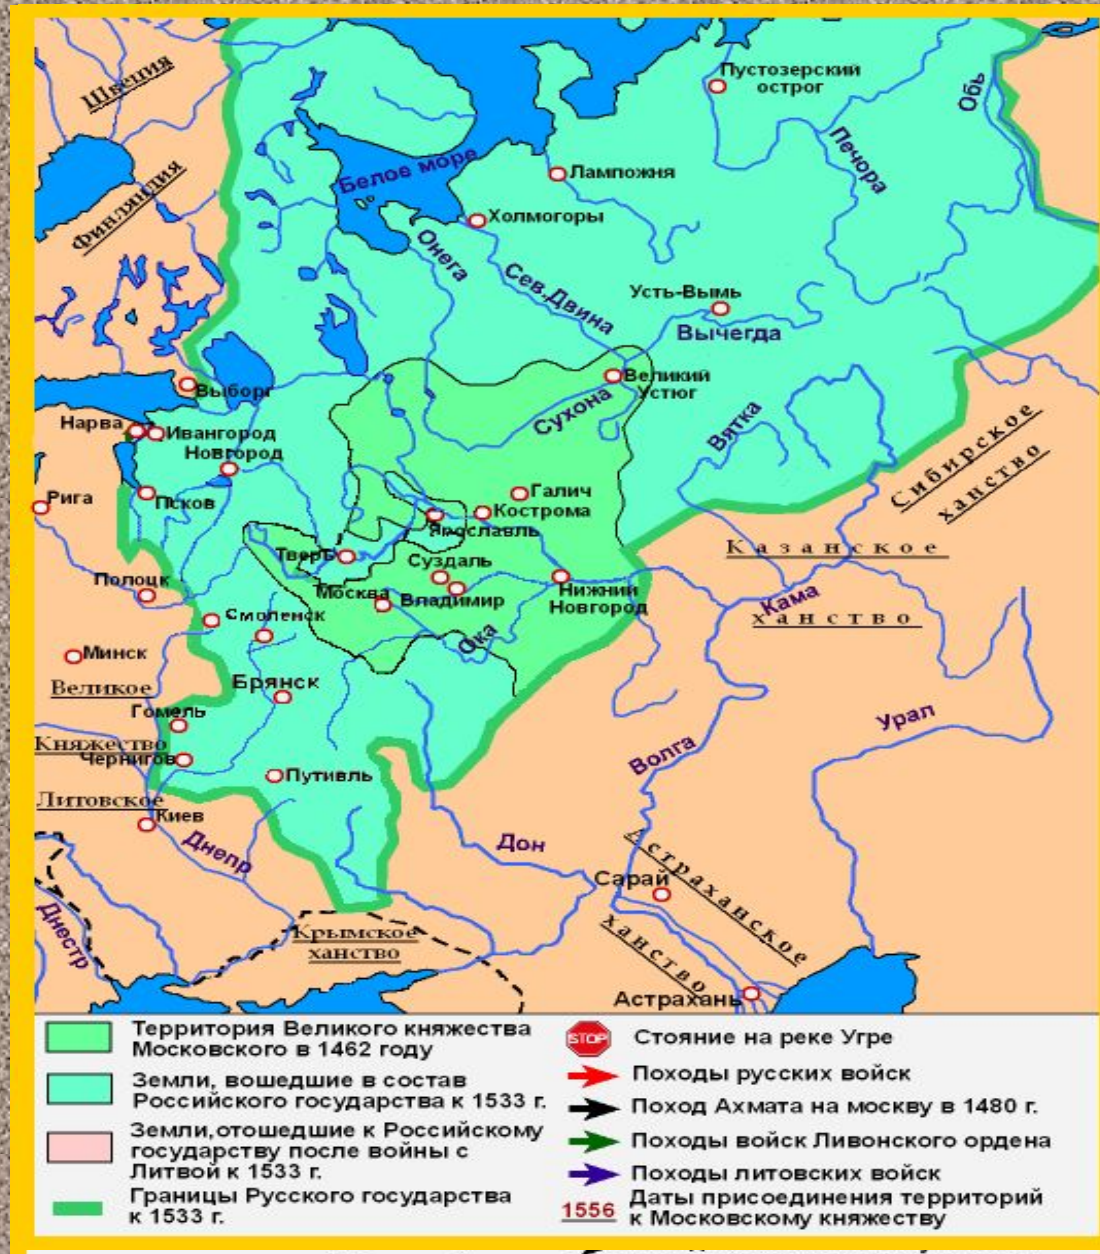 Швеция
Финляндия
Белое море
Пустозерский
острог
Обь
Печора
Лампожня
Холмогоры
Онега
Сев.Двина
Усть-Вымь
Вычегда
Великий
Устюг
Сухона
Вятка
Выборг
Нарва
Ивангород
Новгород
Рига
Псков
Галич
Кострома
Ярославль
Тверь
Суздаль
Москва
Владимир
Нижний
Новгород
Ока
Сибирское
ханство
Казанское
ханство
Кама
Полоцк
Смоленск
Минск
Великое
Княжество
Литовское
Брянск
Гомель
Чернигов
Путивль
Киев
Днепр
Днестр
Дон
Волга
Урал
Сарай
Астраханское
ханство
Астрахань
Крымское
ханство
Территория Великого княжества
Московского в 1462 году
Земли, вошедшие в состав
Российского государства к 1533 г.
Земли,отошедшие к Российскому
государству после войны с
Литвой к 1533 г.
Границы Русского государства
к 1533 г.
STOP Стояние на реке Угре
Походы русских войск
Поход Ахмата на москву в 1480 г.
Походы войск Ливонского ордена
Походы литовских войск
1556 Даты присоединения территорий
к Московскому княжеству